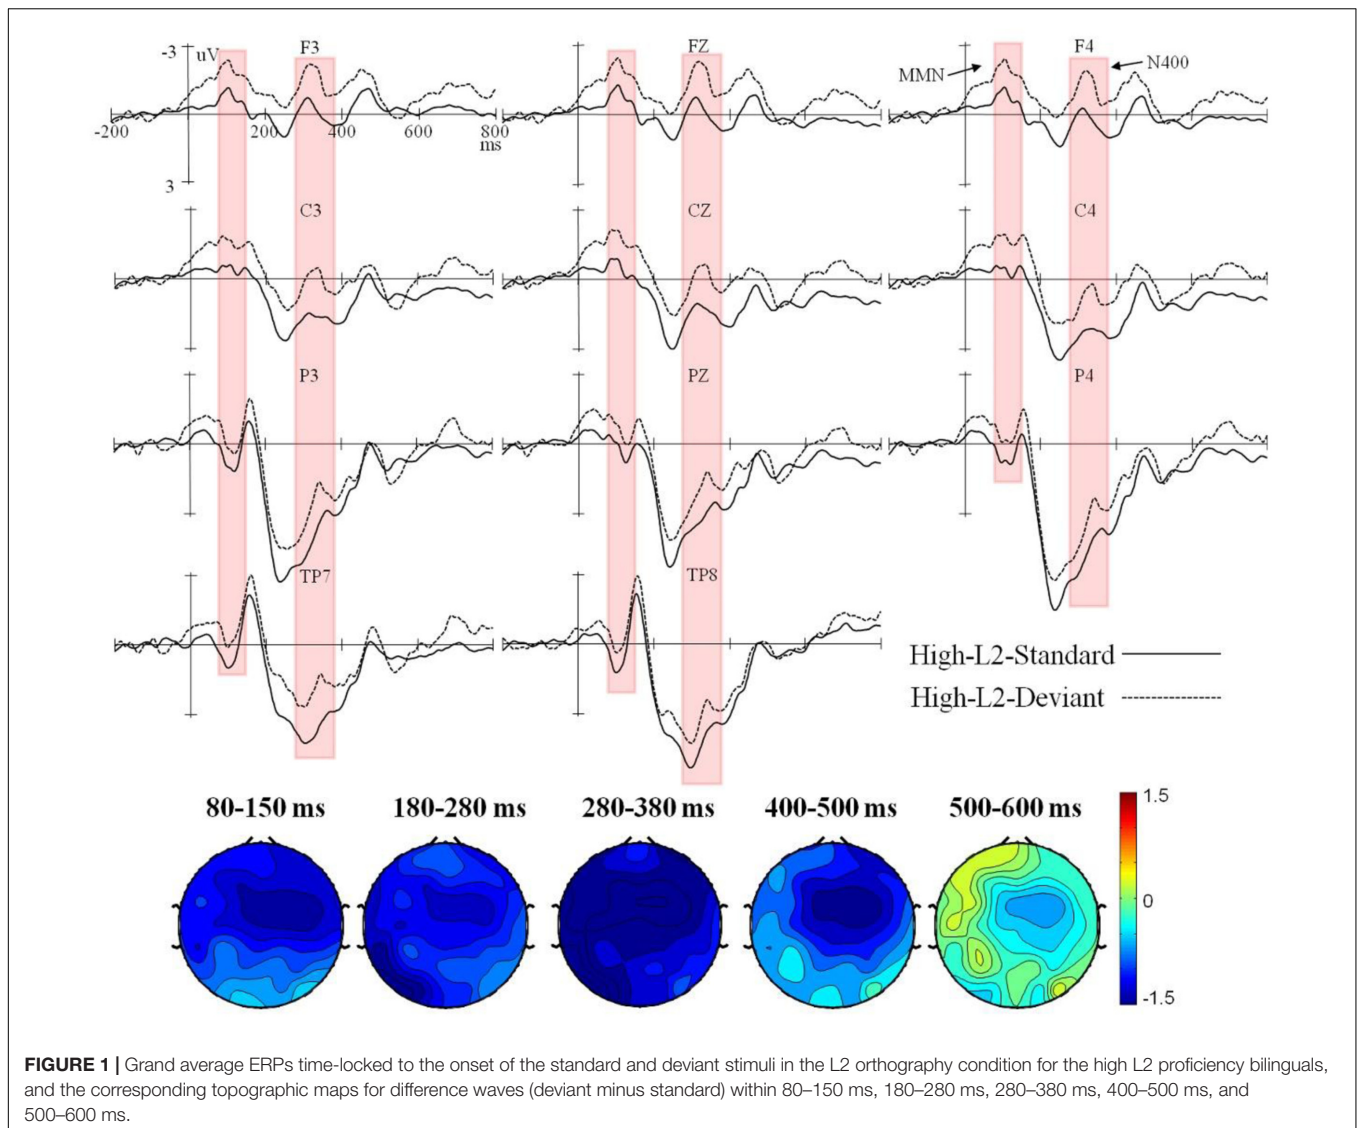 -3
uV
F3
FZ
F4
MMN
N400
-200
200
400
600
800
ms
3
C3
CZ
C4
P3
PZ
P4
TP7
TP8
High-L2-Standard
High-L2-Deviant
80–150 ms
180–280 ms
280–380 ms
400–500 ms
500–600 ms
1.5
0
-1.5
FIGURE 1 | Grand average ERPs time-locked to the onset of the standard and deviant stimuli in the L2 orthography condition for the high L2 proficiency bilinguals,
and the corresponding topographic maps for difference waves (deviant minus standard) within 80–150 ms, 180–280 ms, 280–380 ms, 400–500 ms, and
500–600 ms.